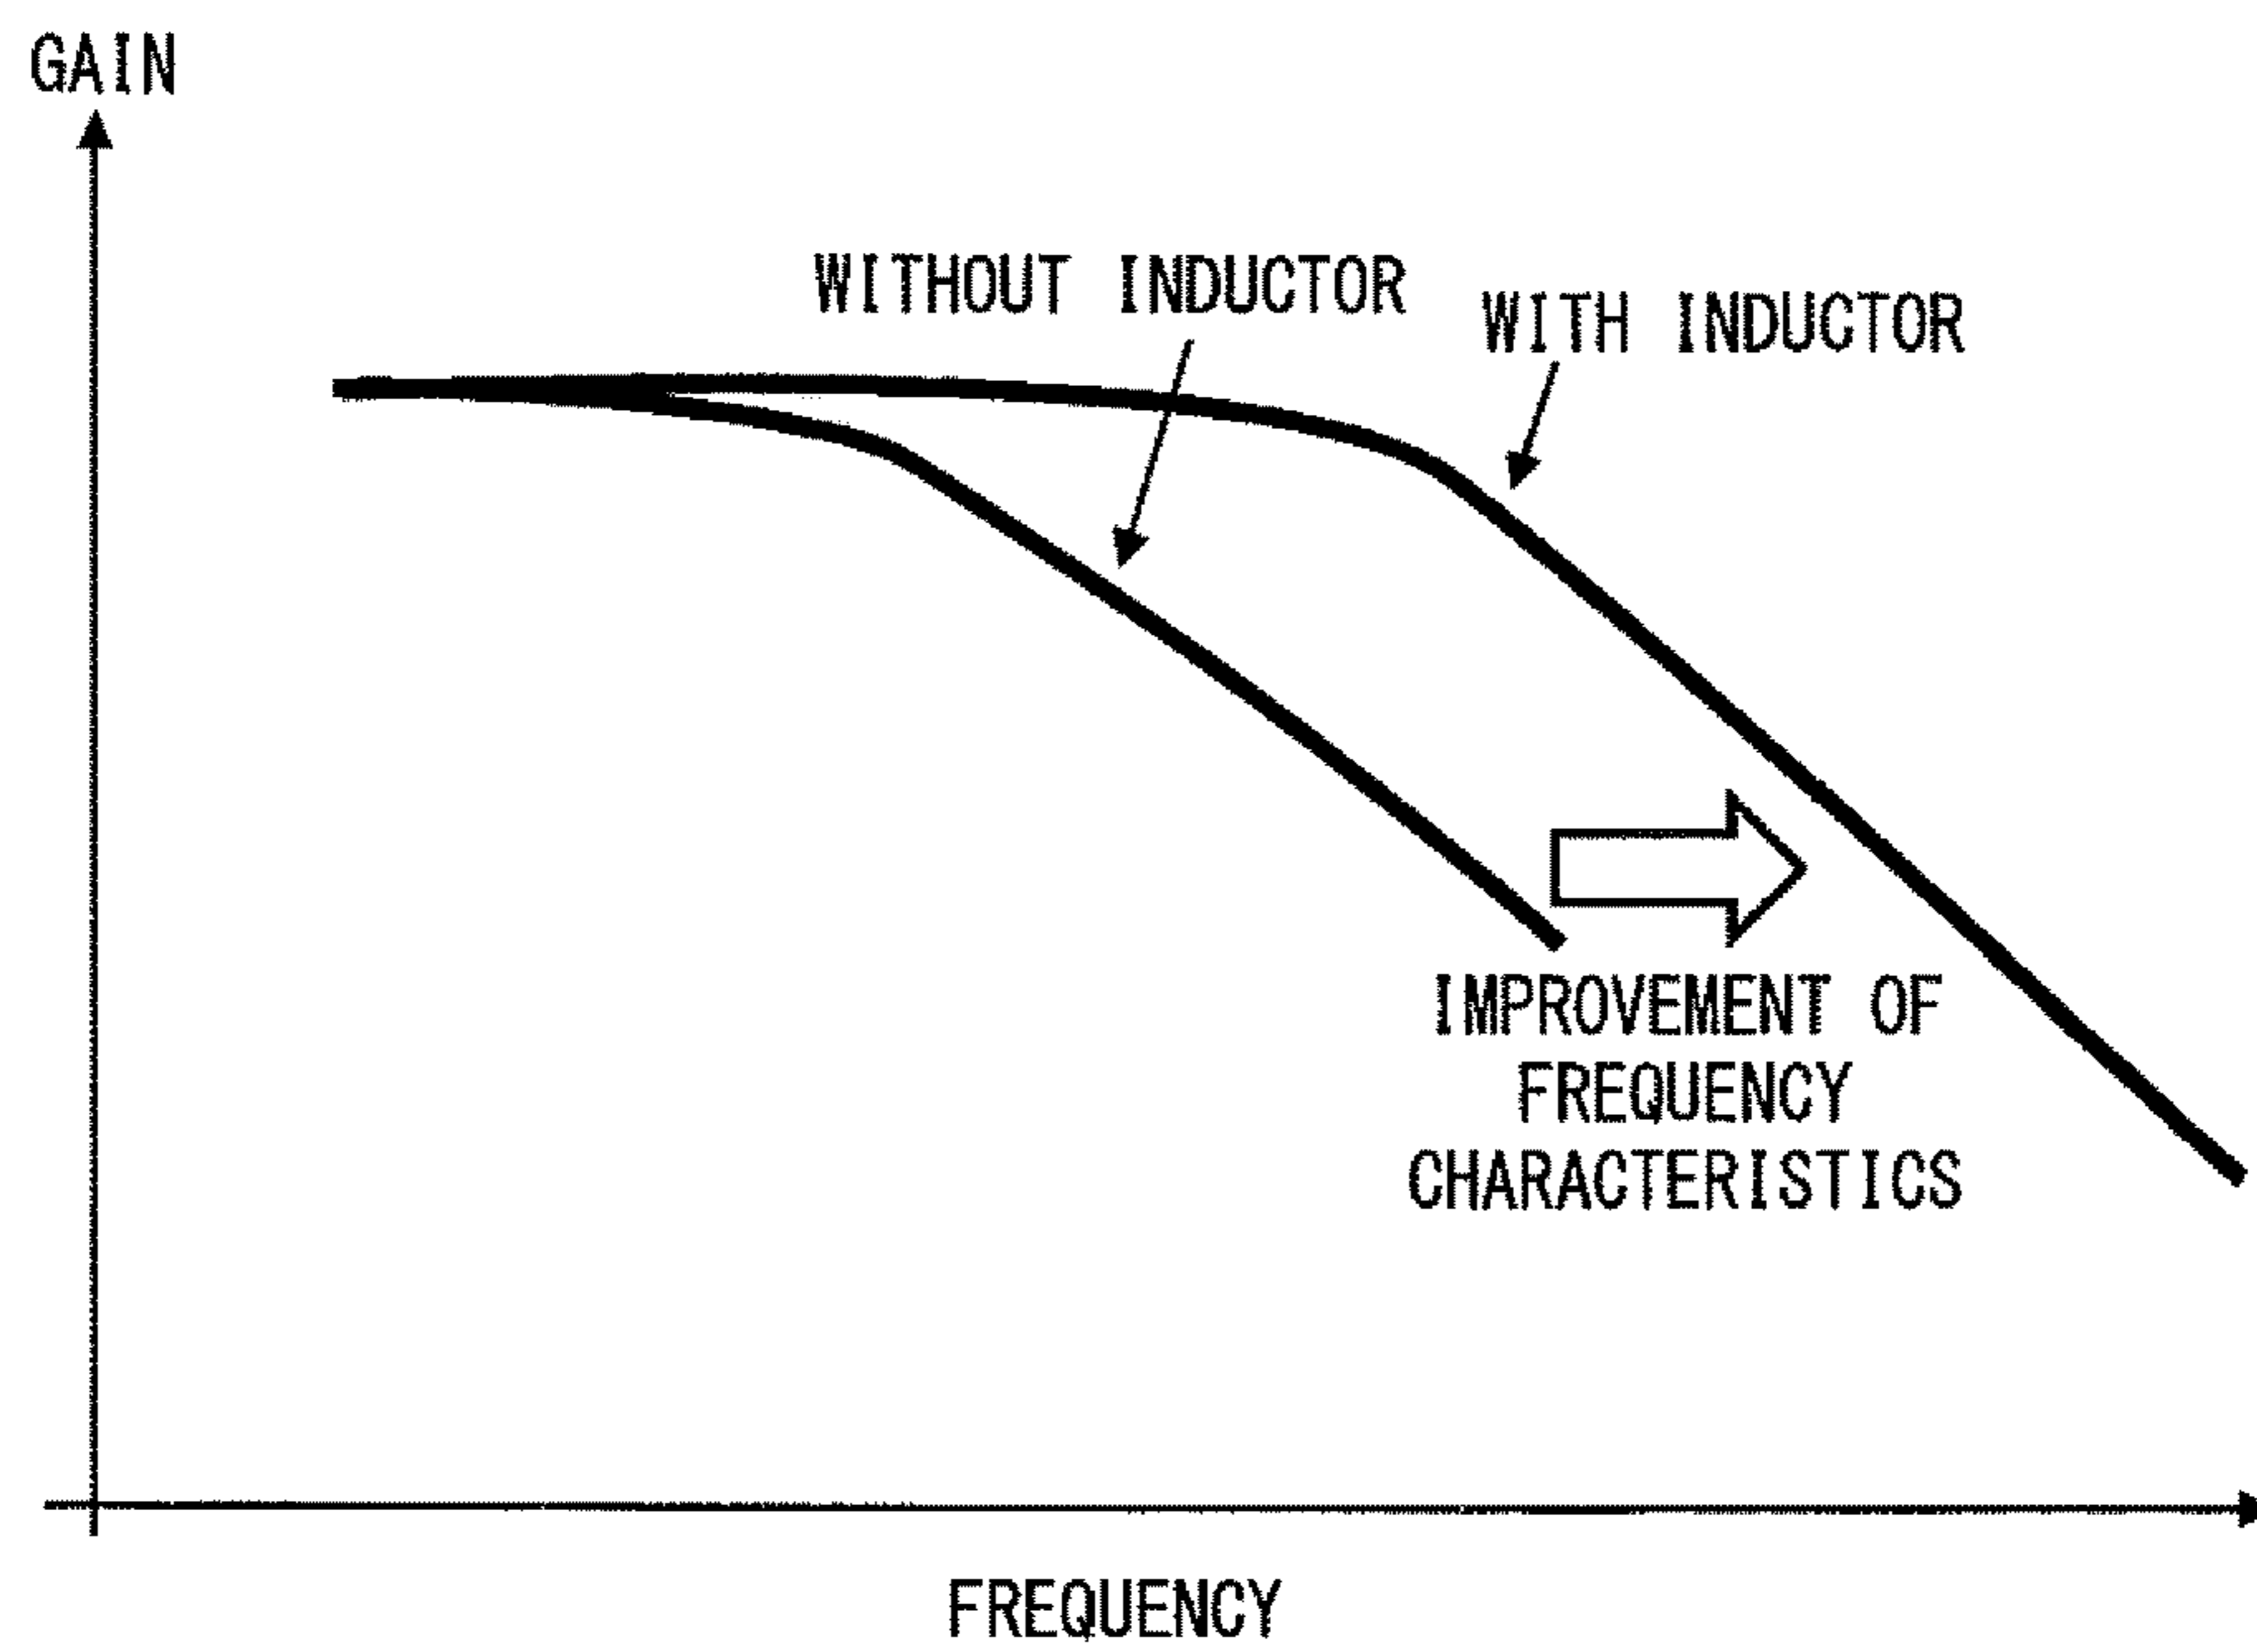 GAIN
WITHOUT INDUCTOR
WITH INDUCTOR
IMPROVEMENT OF
FREQUENCY
CHARACTERISTICS
FREQUENCY